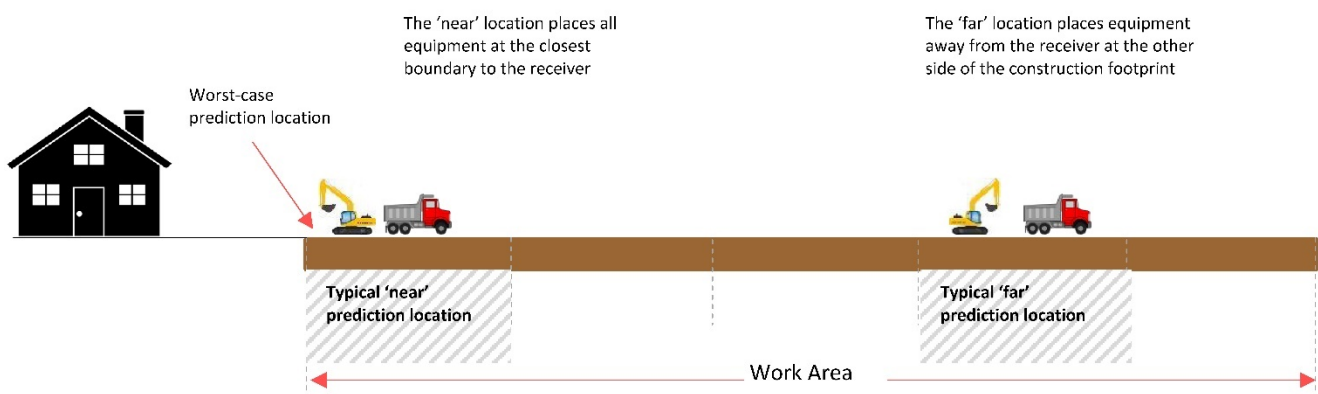 The ‘near’ location places all
equipment at the closest
boundary to the receiver
The ‘far’ location places equipment
away from the receiver at the other
side of the construction footprint
Worst-case
prediction location
Typical ‘near’
prediction location
Typical ‘far’
prediction location
Work Area